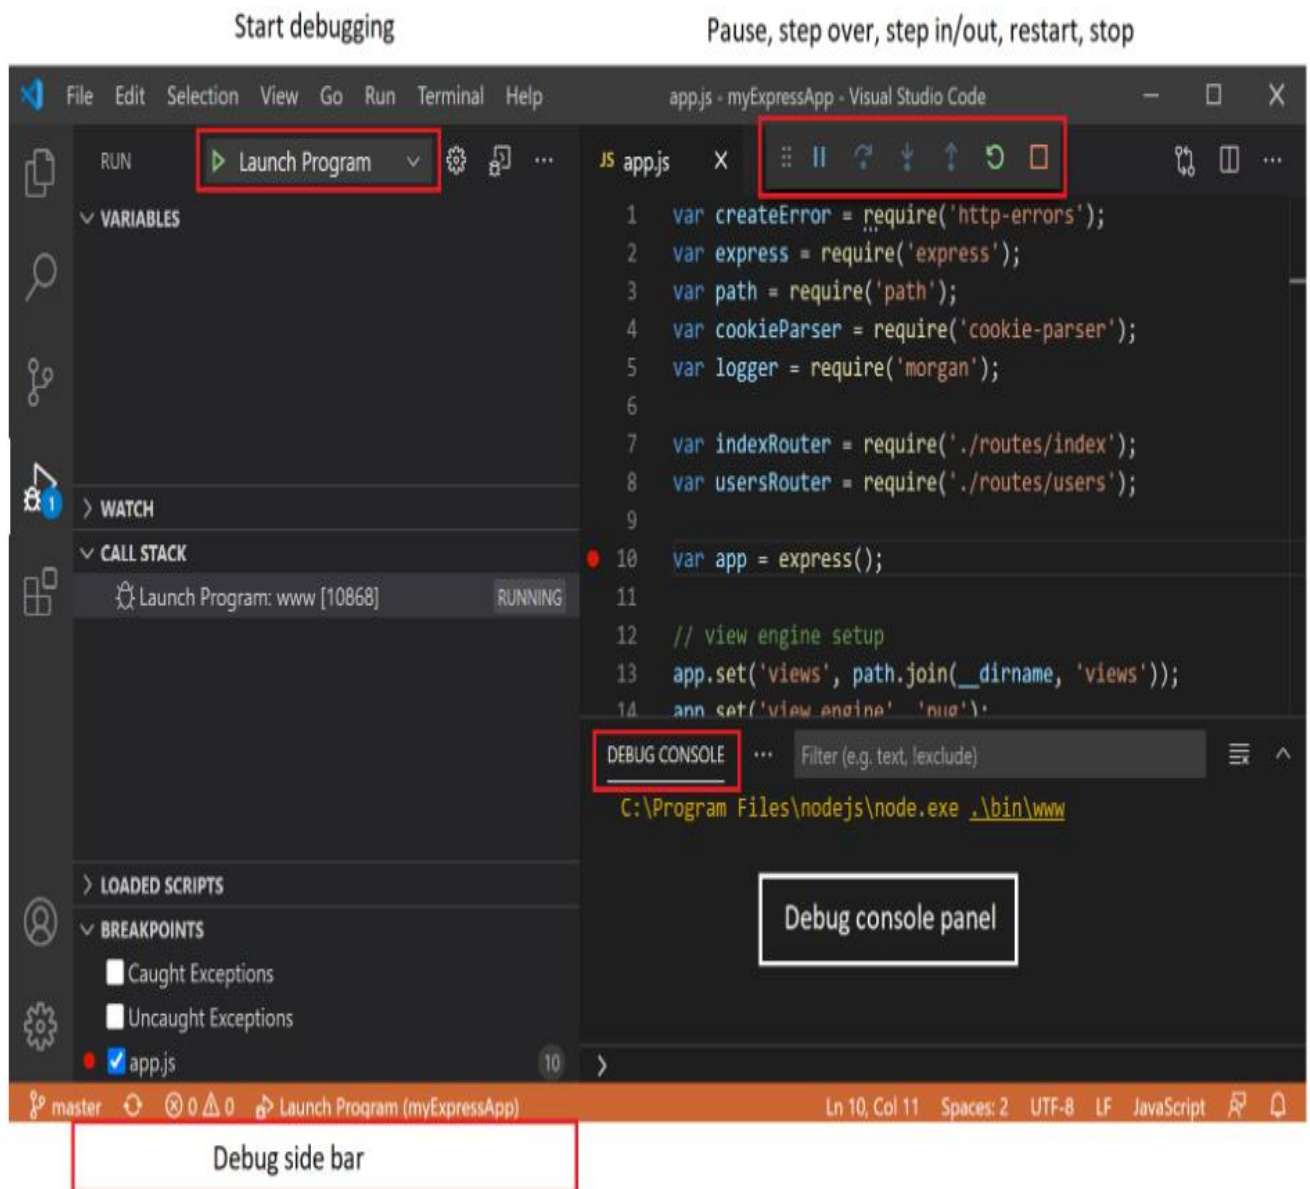 Start debugging
Pause, step over, step in/out, restart, stop
File Edit Selection View Go Run Terminal Help
app.js - myExpressApp - Visual Studio Code
RUN
Launch Program
VARIABLES
WATCH
CALL STACK
Launch Program: www [10868] RUNNING
LOADED SCRIPTS
BREAKPOINTS
Caught Exceptions
Uncaught Exceptions
app.js 10
1
JS app.js
1 var createError = require('http-errors');
2 var express = require('express');
3 var path = require('path');
4 var cookieParser = require('cookie-parser');
5 var logger = require('morgan');
6
7 var indexRouter = require('./routes/index');
8 var usersRouter = require('./routes/users');
9
10 var app = express();
11
12 // view engine setup
13 app.set('views', path.join(__dirname, 'views'));
14 app.set('view engine', 'pug');
DEBUG CONSOLE
Filter (e.g. text, !exclude)
C:\Program Files\nodejs\node.exe .\bin\www
Debug console panel
master 0 0 Launch Program (myExpressApp)
Ln 10, Col 11 Spaces: 2 UTF-8 LF JavaScript
Debug side bar